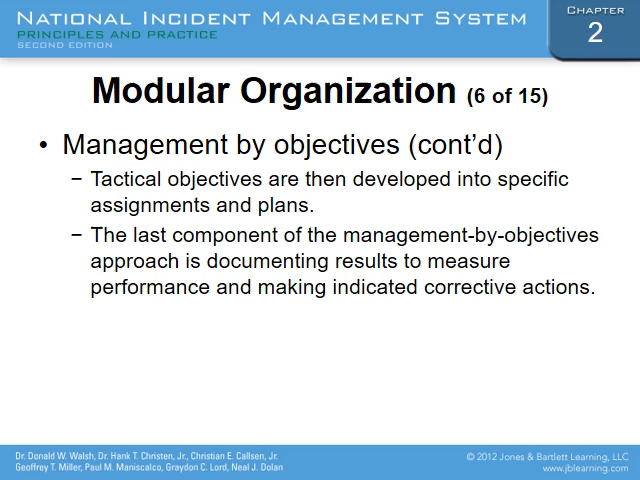 NATIONAL INCIDENT MANAGEMENT SYSTEM
PRINCIPLES AND PRACTICE
SECOND EDITION
CHAPTER
2
Modular Organization (6 of 15)
• Management by objectives (cont’d)
− Tactical objectives are then developed into specific
assignments and plans.
− The last component of the management-by-objectives
approach is documenting results to measure
performance and making indicated corrective actions.
Dr. Donald W. Walsh, Dr. Hank T. Christen, Jr., Christian E. Callsen, Jr.
Geoffrey T. Miller, Paul M. Maniscalco, Graydon C. Lord, Neal J. Dolan
© 2012 Jones & Bartlett Learning, LLC
www.jblearning.com